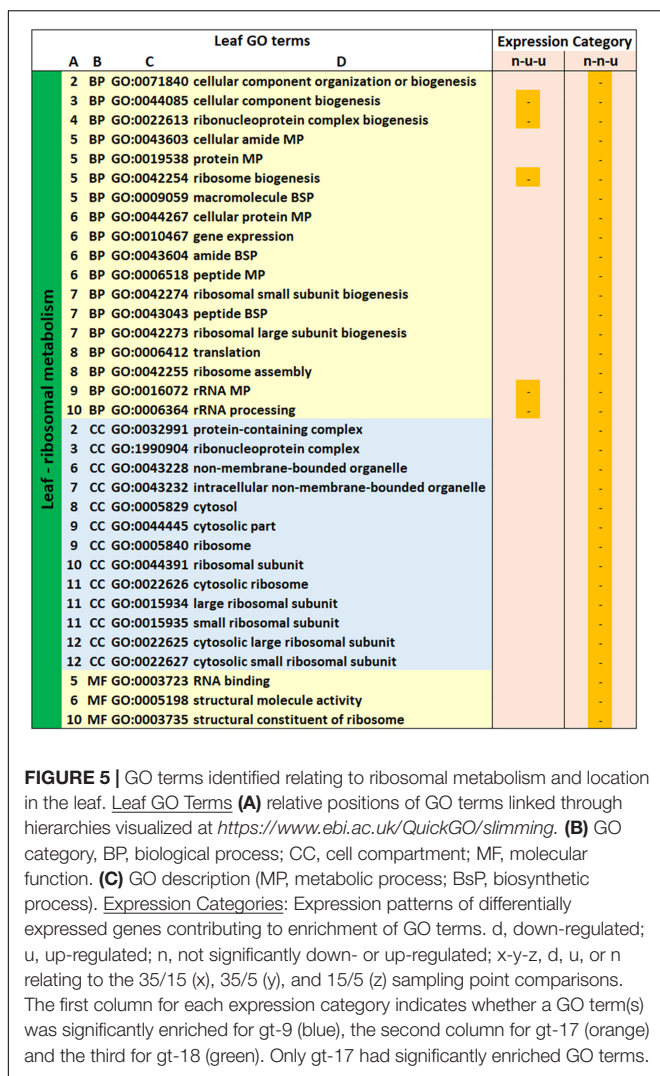 Leaf GO terms Expression Category
A B C D n-u-u n-n-u
Leaf - ribosomal metabolism
2 BP GO:0071840 cellular component organization or biogenesis -
3 BP GO:0044085 cellular component biogenesis - -
4 BP GO:0022613 ribonucleoprotein complex biogenesis - -
5 BP GO:0043603 cellular amide MP -
5 BP GO:0019538 protein MP -
5 BP GO:0042254 ribosome biogenesis - -
5 BP GO:0009059 macromolecule BSP -
6 BP GO:0044267 cellular protein MP -
6 BP GO:0010467 gene expression -
6 BP GO:0043604 amide BSP -
6 BP GO:0006518 peptide MP -
7 BP GO:0042274 ribosomal small subunit biogenesis -
7 BP GO:0043043 peptide BSP -
7 BP GO:0042273 ribosomal large subunit biogenesis -
8 BP GO:0006412 translation -
8 BP GO:0042255 ribosome assembly -
9 BP GO:0016072 rRNA MP - -
10 BP GO:0006364 rRNA processing - -
2 CC GO:0032991 protein-containing complex -
3 CC GO:1990904 ribonucleoprotein complex -
6 CC GO:0043228 non-membrane-bounded organelle -
7 CC GO:0043232 intracellular non-membrane-bounded organelle -
8 CC GO:0005829 cytosol -
9 CC GO:0044445 cytosolic part -
9 CC GO:0005840 ribosome -
10 CC GO:0044391 ribosomal subunit -
11 CC GO:0022626 cytosolic ribosome -
11 CC GO:0015934 large ribosomal subunit -
11 CC GO:0015935 small ribosomal subunit -
12 CC GO:0022625 cytosolic large ribosomal subunit -
12 CC GO:0022627 cytosolic small ribosomal subunit -
5 MF GO:0003723 RNA binding -
6 MF GO:0005198 structural molecule activity -
10 MF GO:0003735 structural constituent of ribosome -
FIGURE 5 | GO terms identified relating to ribosomal metabolism and location
in the leaf. Leaf GO Terms (A) relative positions of GO terms linked through
hierarchies visualized at https://www.ebi.ac.uk/QuickGO/slimming. (B) GO
category, BP, biological process; CC, cell compartment; MF, molecular
function. (C) GO description (MP, metabolic process; BsP, biosynthetic
process). Expression Categories: Expression patterns of differentially
expressed genes contributing to enrichment of GO terms. d, down-regulated;
u, up-regulated; n, not significantly down- or up-regulated; x-y-z, d, u, or n
relating to the 35/15 (x), 35/5 (y), and 15/5 (z) sampling point comparisons.
The first column for each expression category indicates whether a GO term(s)
was significantly enriched for gt-9 (blue), the second column for gt-17 (orange)
and the third for gt-18 (green). Only gt-17 had significantly enriched GO terms.